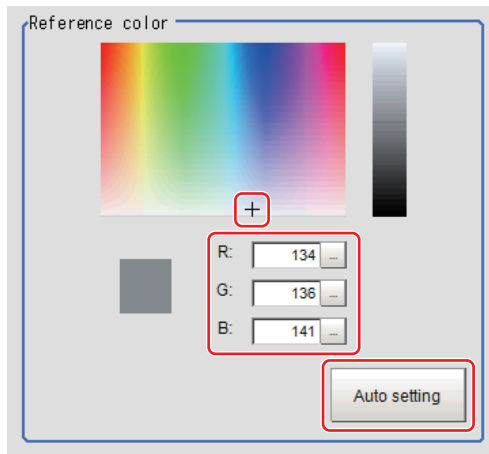 Reference color
R: 134 ...
G: 136 ...
B: 141 ...
Auto setting